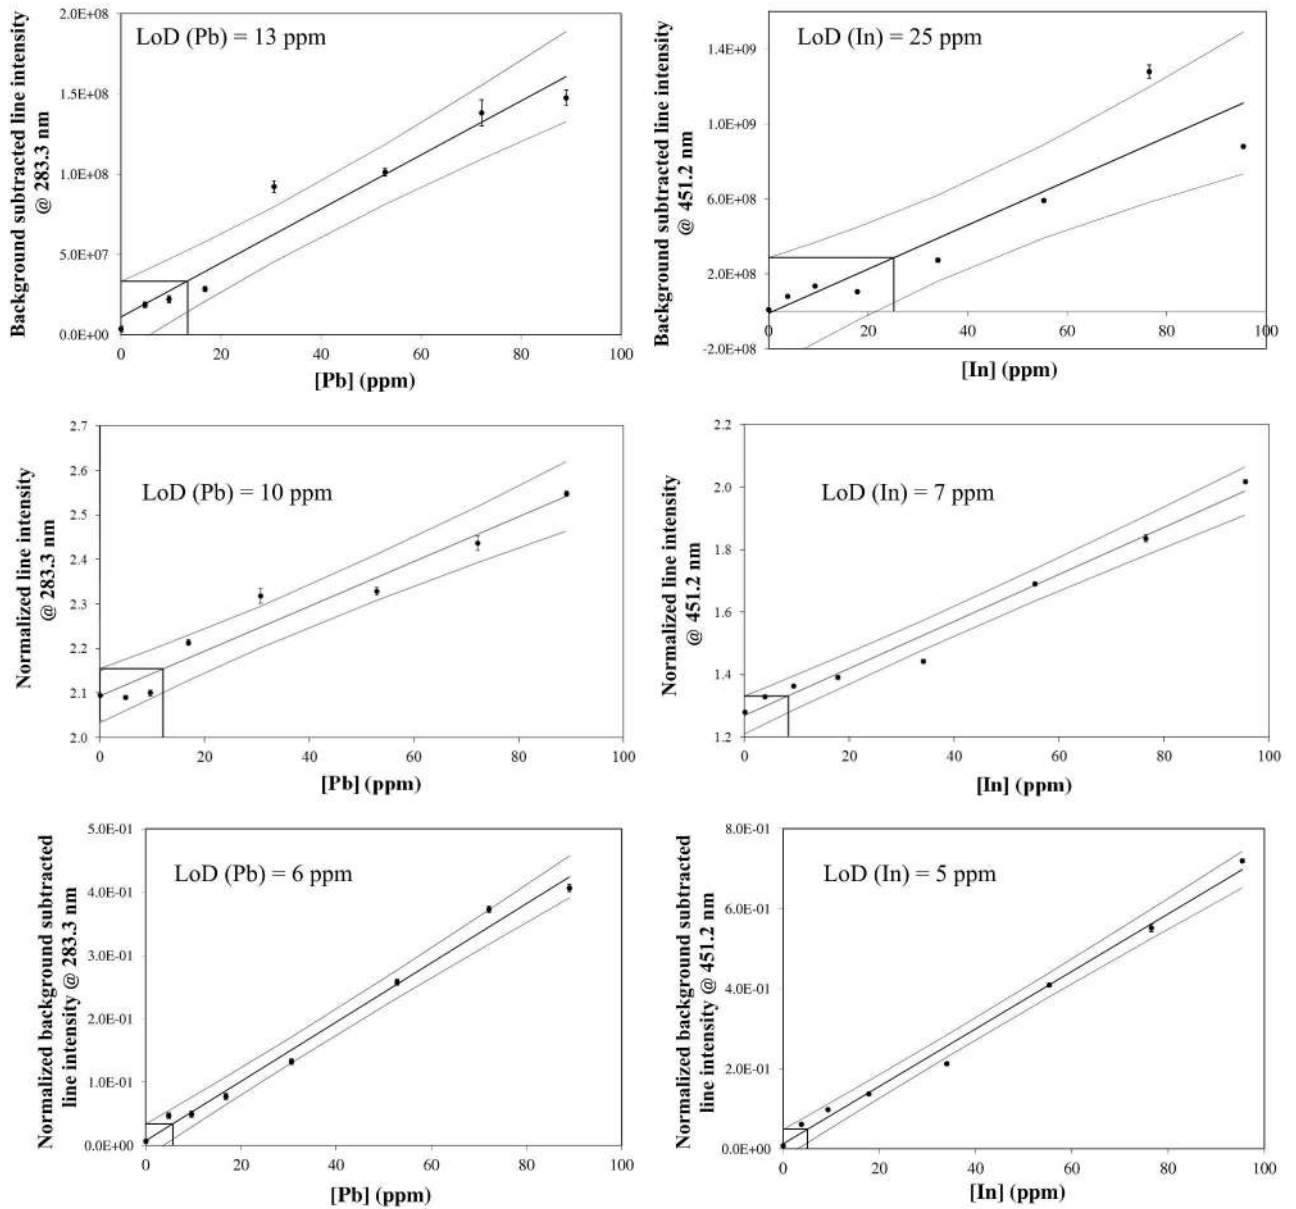 Background subtracted line intensity
@ 283.3 nm
2.0E+08
1.5E+08
1.0E+08
5.0E+07
0.0E+00
LoD (Pb) = 13 ppm
0 20 40 60 80 100
[Pb] (ppm)
Background subtracted line intensity
@ 451.2 nm
1.4E+09
1.0E+09
6.0E+08
2.0E+08
-2.0E+08
LoD (In) = 25 ppm
0 20 40 60 80 100
[In] (ppm)
Normalized line intensity
@ 283.3 nm
2.7
2.6
2.5
2.4
2.3
2.2
2.1
2.0
LoD (Pb) = 10 ppm
0 20 40 60 80 100
[Pb] (ppm)
Normalized line intensity
@ 451.2 nm
2.2
2.0
1.8
1.6
1.4
1.2
LoD (In) = 7 ppm
0 20 40 60 80 100
[In] (ppm)
Normalized background subtracted
line intensity @ 283.3 nm
5.0E-01
4.0E-01
3.0E-01
2.0E-01
1.0E-01
0.0E+00
LoD (Pb) = 6 ppm
0 20 40 60 80 100
[Pb] (ppm)
Normalized background subtracted
line intensity @ 451.2 nm
8.0E-01
6.0E-01
4.0E-01
2.0E-01
0.0E+00
LoD (In) = 5 ppm
0 20 40 60 80 100
[In] (ppm)